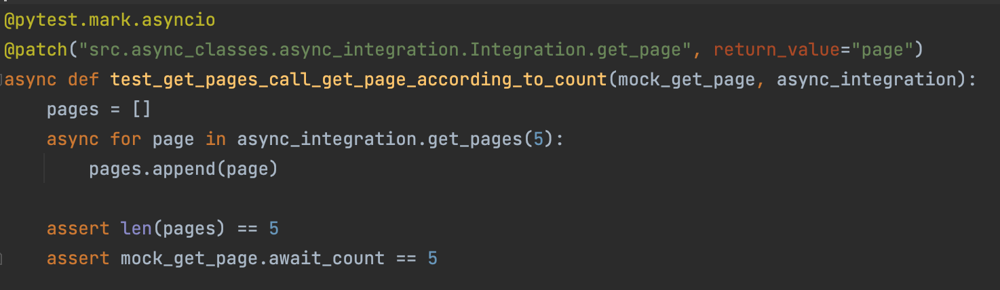 @pytest.mark.asyncio
@patch("src.async_classes.async_integration.Integration.get_page", return_value="page")
async def test_get_pages_call_get_page_according_to_count(mock_get_page, async_integration):
    pages = []
    async for page in async_integration.get_pages(5):
        pages.append(page)
    assert len(pages) == 5
    assert mock_get_page.await_count == 5